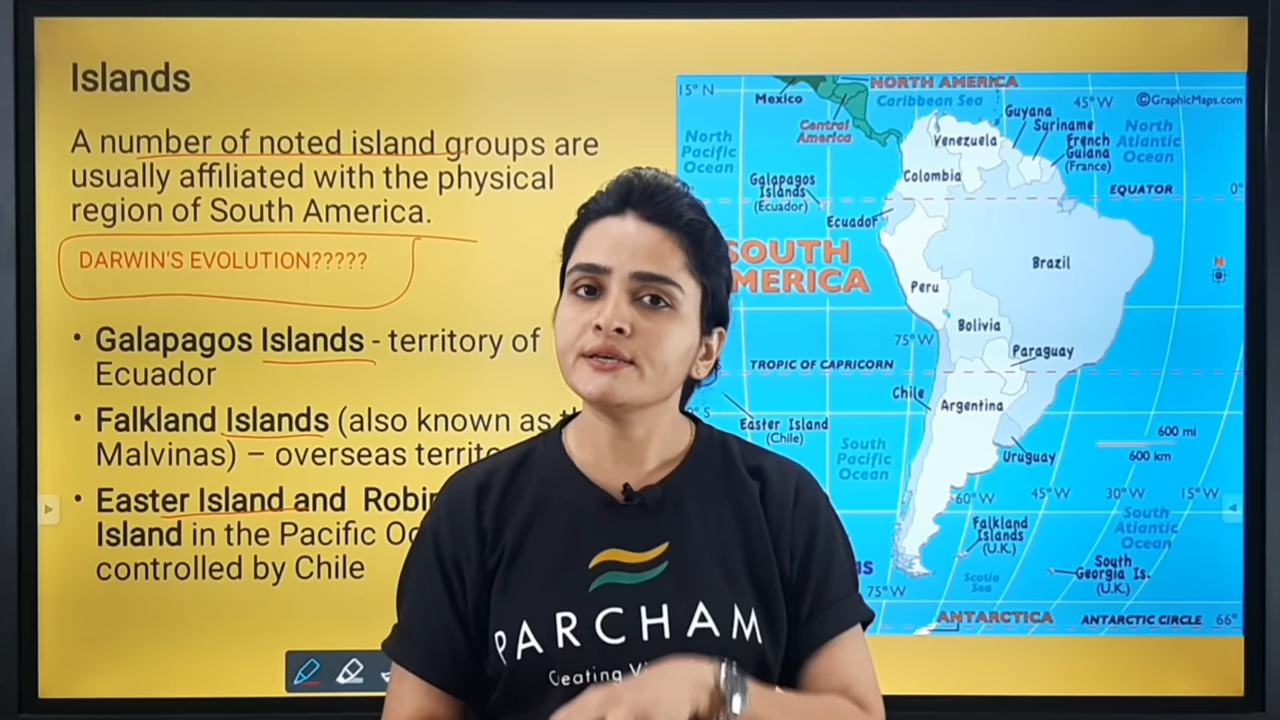 Islands
A number of noted island groups are
usually affiliated with the physical
region of South America.
DARWIN'S EVOLUTION?????
• Galapagos Islands - territory of
Ecuador
• Falkland Islands (also known as
Malvinas) – overseas
• Easter Island and
Island in the Pacific
controlled by Chile
NORTH AMERICA
15° N
Mexico
Caribbean Sea
45° W
©GraphicMaps.com
Central
America
Guyana
Suriname
French
Guiana
(France)
North
Pacific
Ocean
North
Atlantic
Ocean
Venezuela
Colombia
Galapagos
Islands
(Ecuador)
EQUATOR
0°
Ecuador
SOUTH
Brazil
N
Peru
Bolivia
75° W
Paraguay
TROPIC OF CAPRICORN
Chile
Argentina
Easter Island
(Chile)
South
Pacific
Ocean
600 mi
600 km
Uruguay
60° W
45° W
30° W
15° W
Falkland
Islands
(U.K.)
South
Atlantic
Ocean
South
Georgia Is.
(U.K.)
Scotia
Sea
75° W
ANTARCTICA
ANTARCTIC CIRCLE
66°
PARCHAM